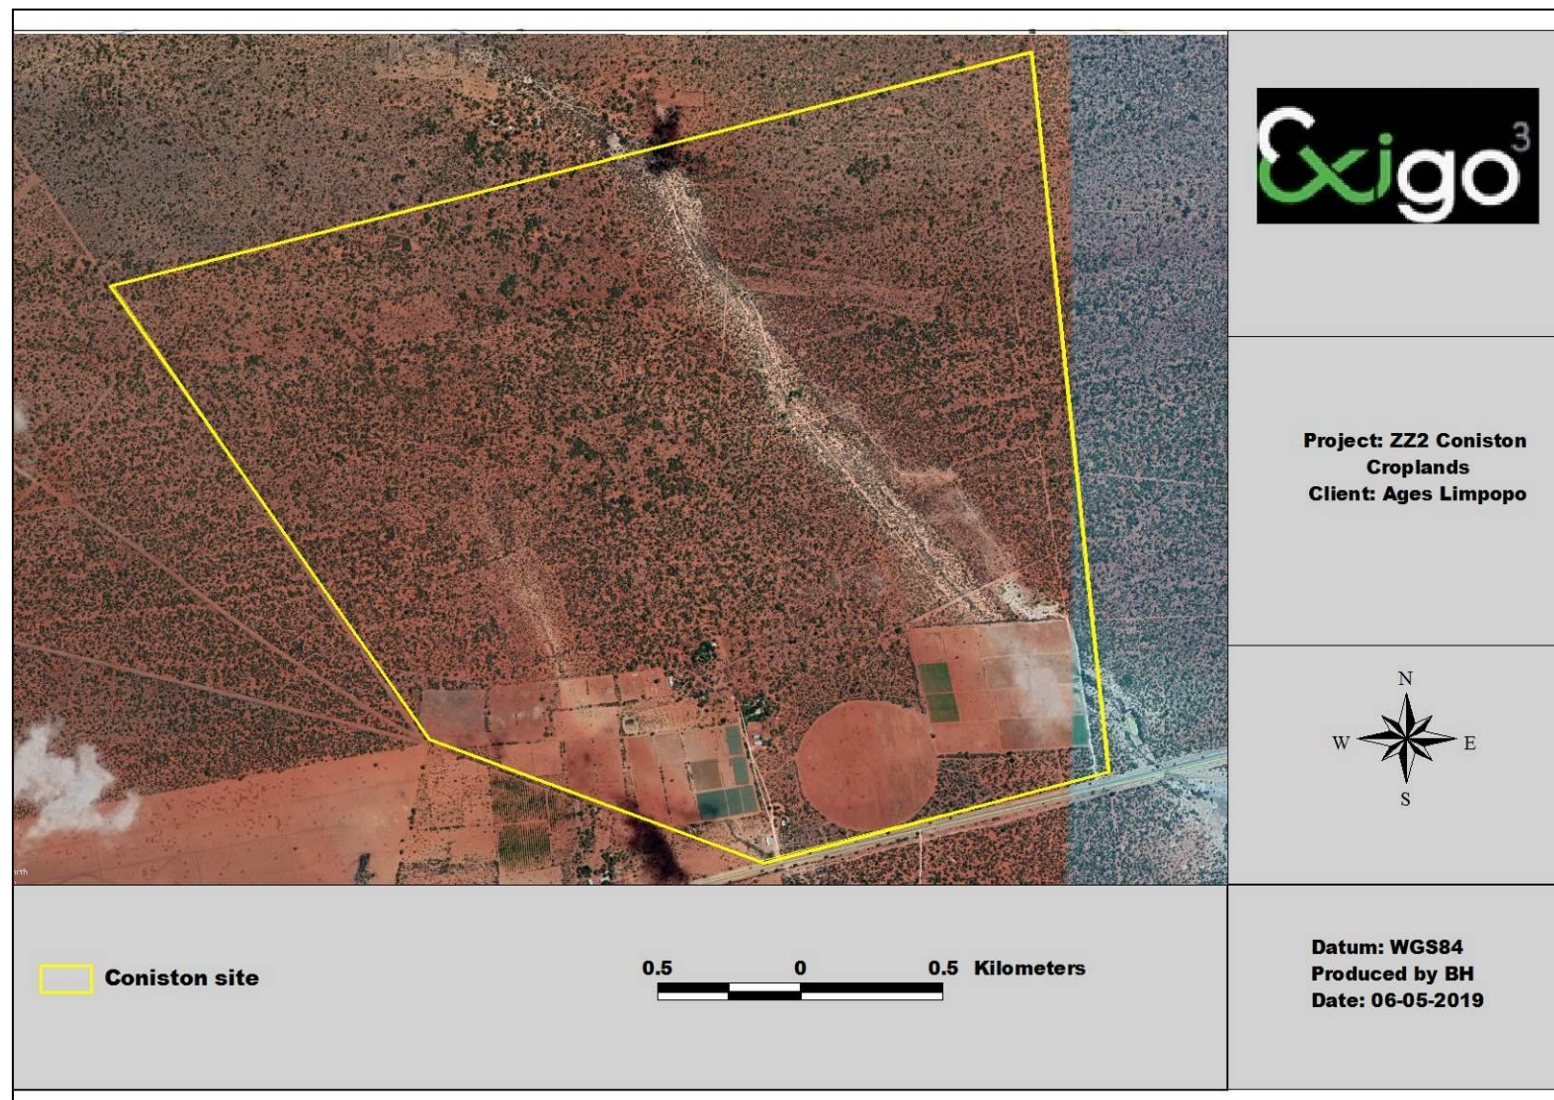 Exigo³
Project: ZZ2 Coniston
Croplands
Client: Ages Limpopo
N
W
E
S
rth
Coniston site
0.5 0 0.5 Kilometers
Datum: WGS84
Produced by BH
Date: 06-05-2019